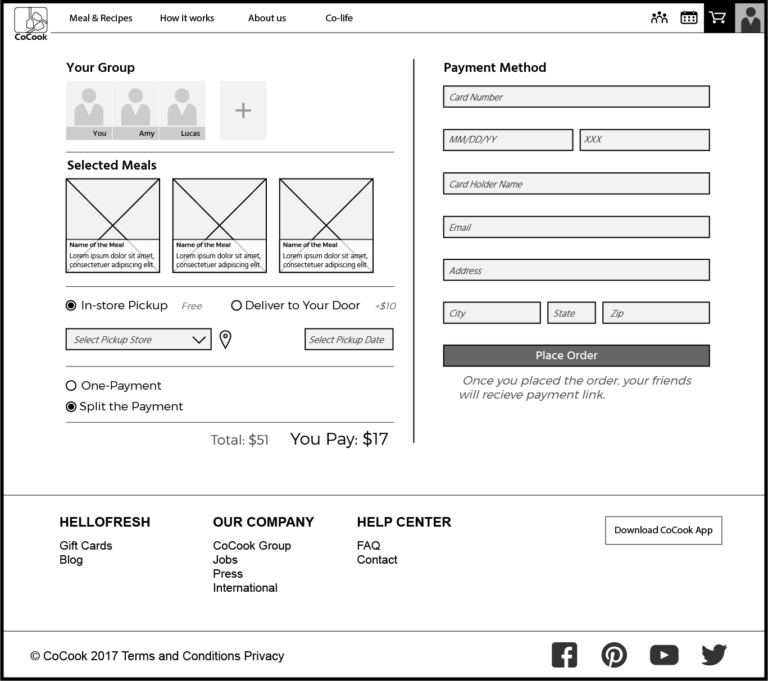 CoCook
Meal & Recipes
How it works
About us
Co-life
Your Group
You
Amy
Lucas
+
Selected Meals
Name of the Meal
Lorem ipsum dolor sit amet,
consectetuer adipiscing elit.
Name of the Meal
Lorem ipsum dolor sit amet,
consectetuer adipiscing elit.
Name of the Meal
Lorem ipsum dolor sit amet,
consectetuer adipiscing elit.
In-store Pickup Free
Deliver to Your Door +$10
Select Pickup Store
Select Pickup Date
One-Payment
Split the Payment
Total: $51 You Pay: $17
Payment Method
Card Number
MM/DD/YY
XXX
Card Holder Name
Email
Address
City
State
Zip
Place Order
Once you placed the order, your friends
will recieve payment link.
HELLOFRESH
Gift Cards
Blog
OUR COMPANY
CoCook Group
Jobs
Press
International
HELP CENTER
FAQ
Contact
Download CoCook App
© CoCook 2017 Terms and Conditions Privacy